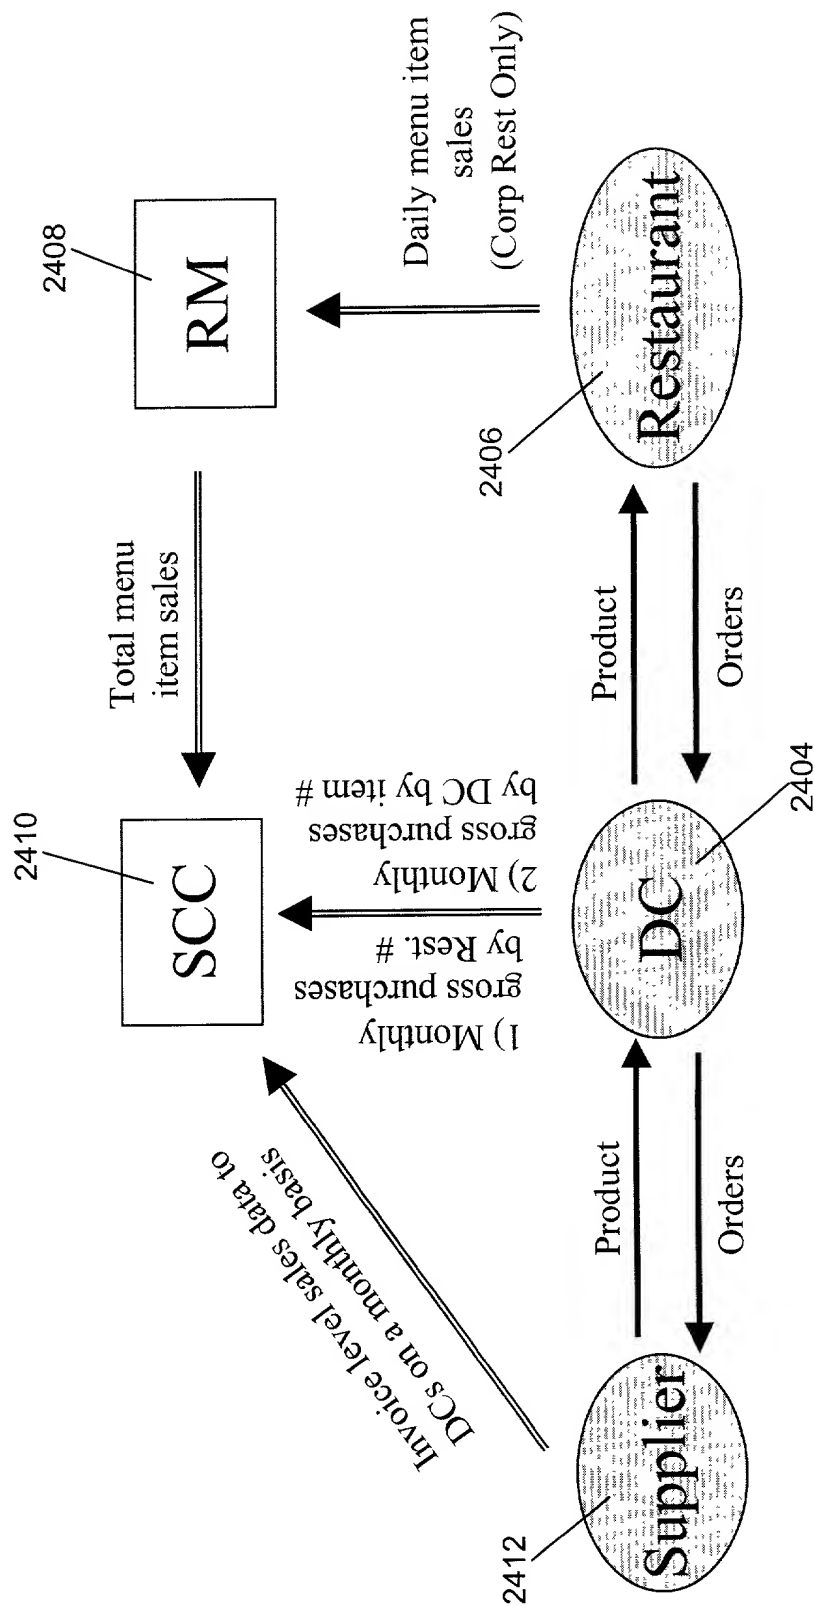 2408
RM
Daily menu item
sales
(Corp Rest Only)
Total menu
item sales
2410
SCC
1) Monthly
gross purchases
by Rest. #
2) Monthly
gross purchases
by DC by item #
Invoice level sales data to
DCs on a monthly basis
2412
Supplier
Product
Orders
2404
DC
Product
Orders
2406
Restaurant